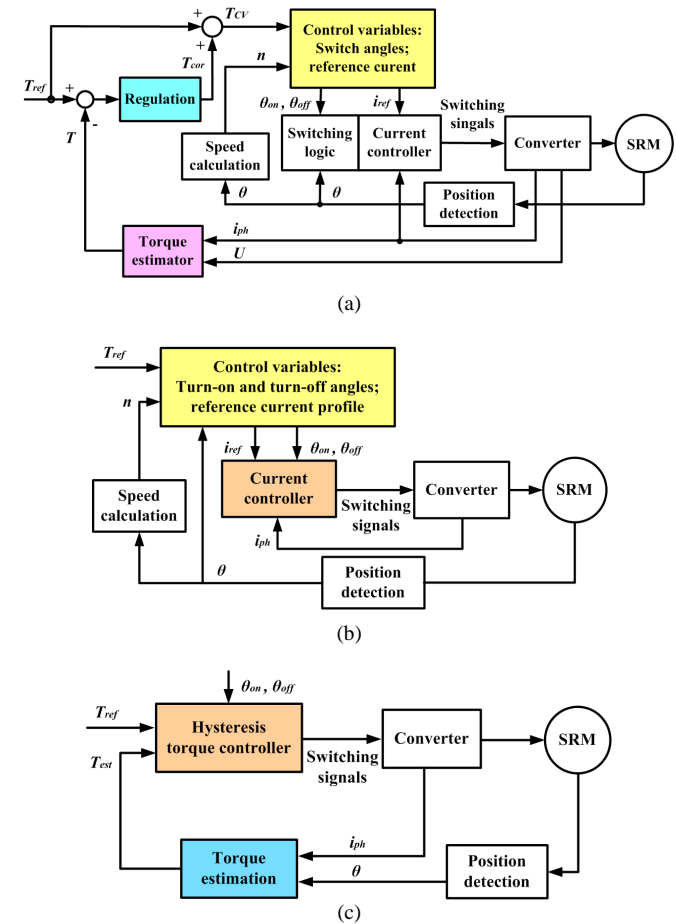 +
T_CV
Control variables:
Switch angles;
reference curent
+
T_cor
n
T_ref
+
Regulation
θ_on , θ_off
i_ref
Switching
singals
T
-
Speed
calculation
Switching
logic
Current
controller
Converter
SRM
θ
θ
Position
detection
Torque
estimator
i_ph
U
(a)
T_ref
Control variables:
Turn-on and turn-off angles;
reference current profile
n
i_ref
θ_on , θ_off
Speed
calculation
Current
controller
Switching
signals
Converter
SRM
i_ph
θ
Position
detection
(b)
θ_on , θ_off
T_ref
Hysteresis
torque controller
T_est
Switching
signals
Converter
SRM
Torque
estimation
i_ph
θ
Position
detection
(c)